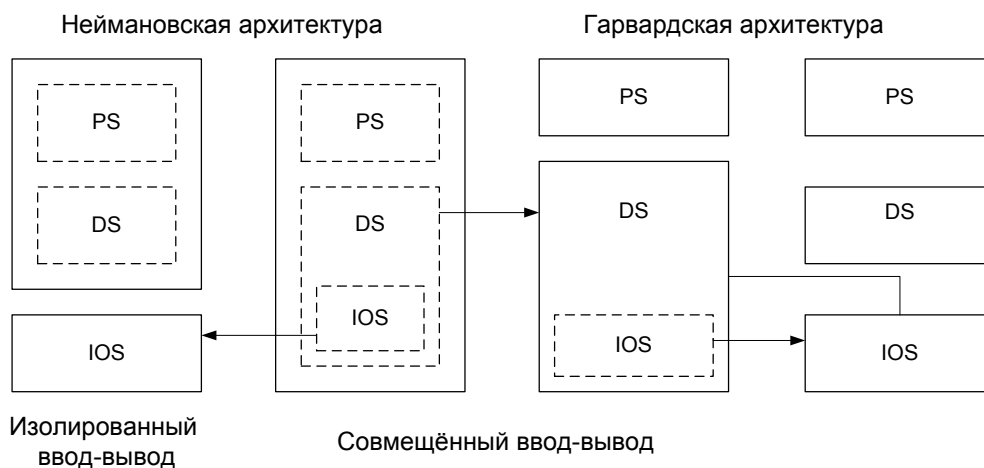 Неймановская архитектура
Гарвардская архитектура
PS
PS
PS
PS
DS
DS
DS
DS
IOS
IOS
IOS
IOS
Изолированный
ввод-вывод
Совмещённый ввод-вывод